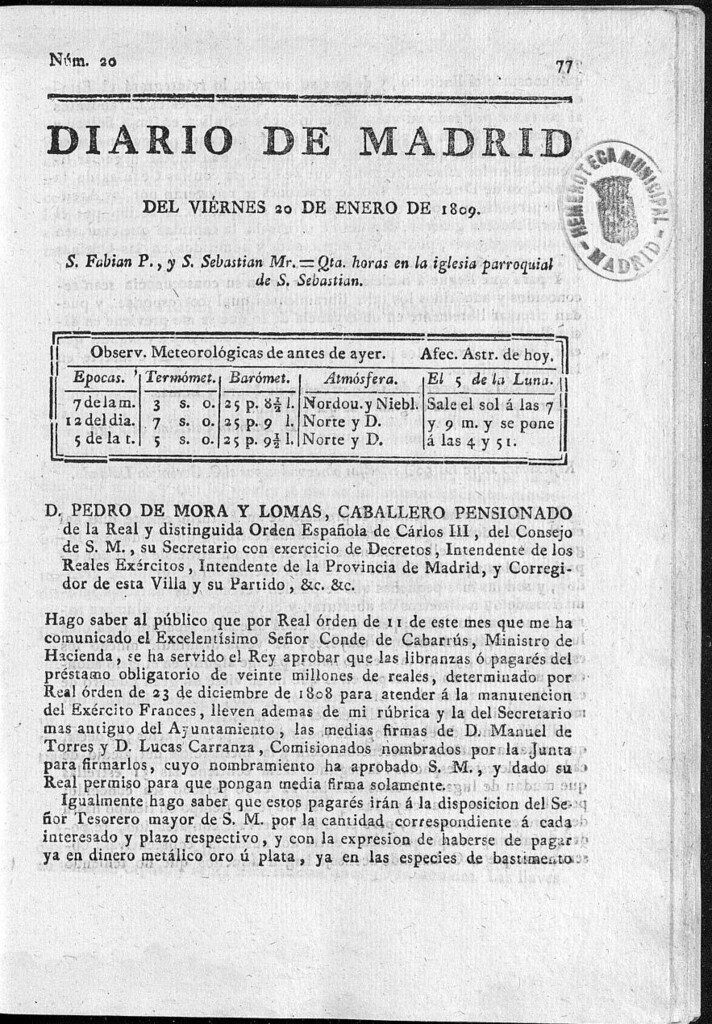 Núm. 20 77
DIARIO DE MADRID
DEL VIÉRNES 20 DE ENERO DE 1809.
HEMEROTECA MUNICIPAL
MADRID
S. Fabian P., y S. Sebastian Mr. = Qta. horas en la iglesia parroquial
de S. Sebastian.
Observ. Meteorológicas de antes de ayer. Afec. Astr. de hoy.
Epocas. Termómet. Barómet. Atmósfera. El 5 de la Luna.
7 de la m. 3 s. o. 25 p. 8½ l. Nordou. y Niebl. Sale el sol á las 7
12 del dia. 7 s. o. 25 p. 9 l. Norte y D. y 9 m. y se pone
5 de la t. 5 s. o. 25 p. 9½ l. Norte y D. á las 4 y 51.
D. PEDRO DE MORA Y LOMAS, CABALLERO PENSIONADO
de la Real y distinguida Orden Española de Cárlos III, del Consejo
de S. M., su Secretario con exercicio de Decretos, Intendente de los
Reales Exércitos, Intendente de la Provincia de Madrid, y Corregi-
dor de esta Villa y su Partido, &c. &c.
Hago saber al público que por Real órden de 11 de este mes que me ha
comunicado el Excelentísimo Señor Conde de Cabarrús, Ministro de
Hacienda, se ha servido el Rey aprobar que las libranzas ó pagarés del
préstamo obligatorio de veinte millones de reales, determinado por
Real órden de 23 de diciembre de 1808 para atender á la manutencion
del Exército Frances, lleven ademas de mi rúbrica y la del Secretario
mas antiguo del Ayuntamiento, las medias firmas de D. Manuel de
Torres y D. Lucas Carranza, Comisionados nombrados por la Junta
para firmarlos, cuyo nombramiento ha aprobado S. M., y dado su
Real permiso para que pongan media firma solamente.
Igualmente hago saber que estos pagarés irán á la disposicion del Se-
ñor Tesorero mayor de S. M. por la cantidad correspondiente á cada
interesado y plazo respectivo, y con la expresion de haberse de pagar
ya en dinero metálico oro ú plata, ya en las especies de bastimento